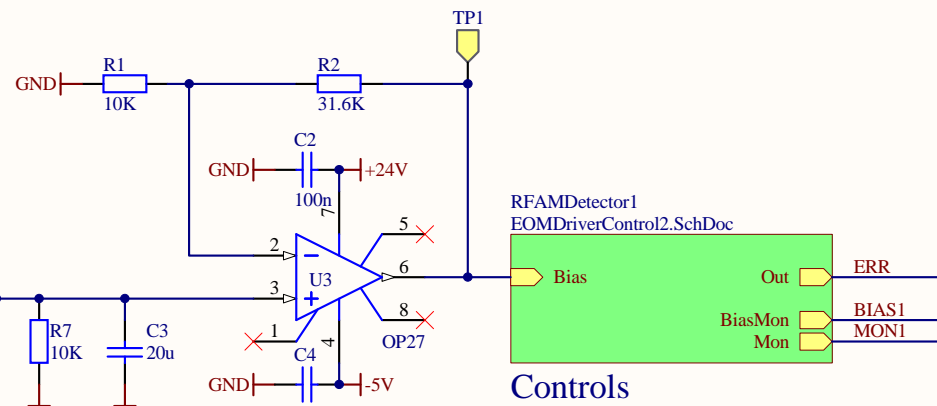 TP1
R1
R2
GND
10K
31.6K
C2
GND
+24V
100n
7
RFAMDetector1
EOMDriverControl2.SchDoc
5
2
6
Bias
Out
ERR
U3
3
8
BiasMon
BIAS1
R7
10K
C3
20u
1
4
OP27
Mon
MON1
C4
GND
-5V
Controls